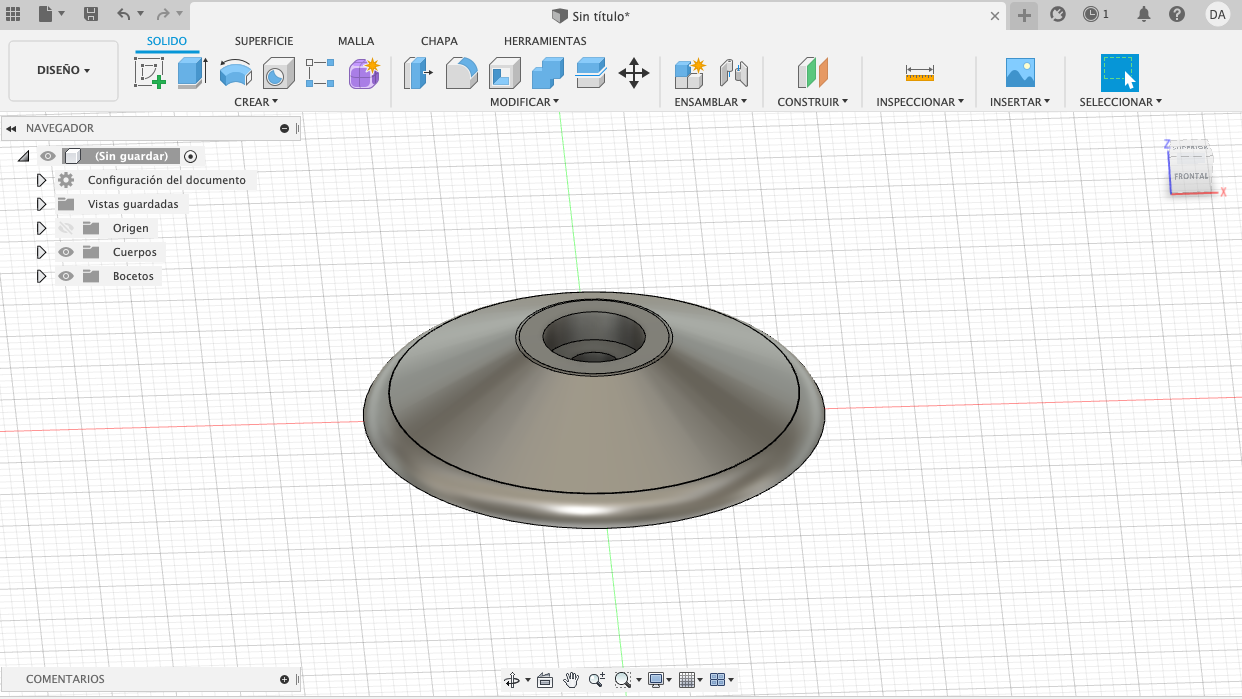 Sin título*
1
DA
DISEÑO
SOLIDO SUPERFICIE MALLA CHAPA HERRAMIENTAS
CREAR MODIFICAR ENSAMBLAR CONSTRUIR INSPECCIONAR INSERTAR SELECCIONAR
NAVEGADOR
(Sin guardar)
Configuración del documento
Vistas guardadas
Origen
Cuerpos
Bocetos
Z
SUPERIOR
FRONTAL
X
COMENTARIOS